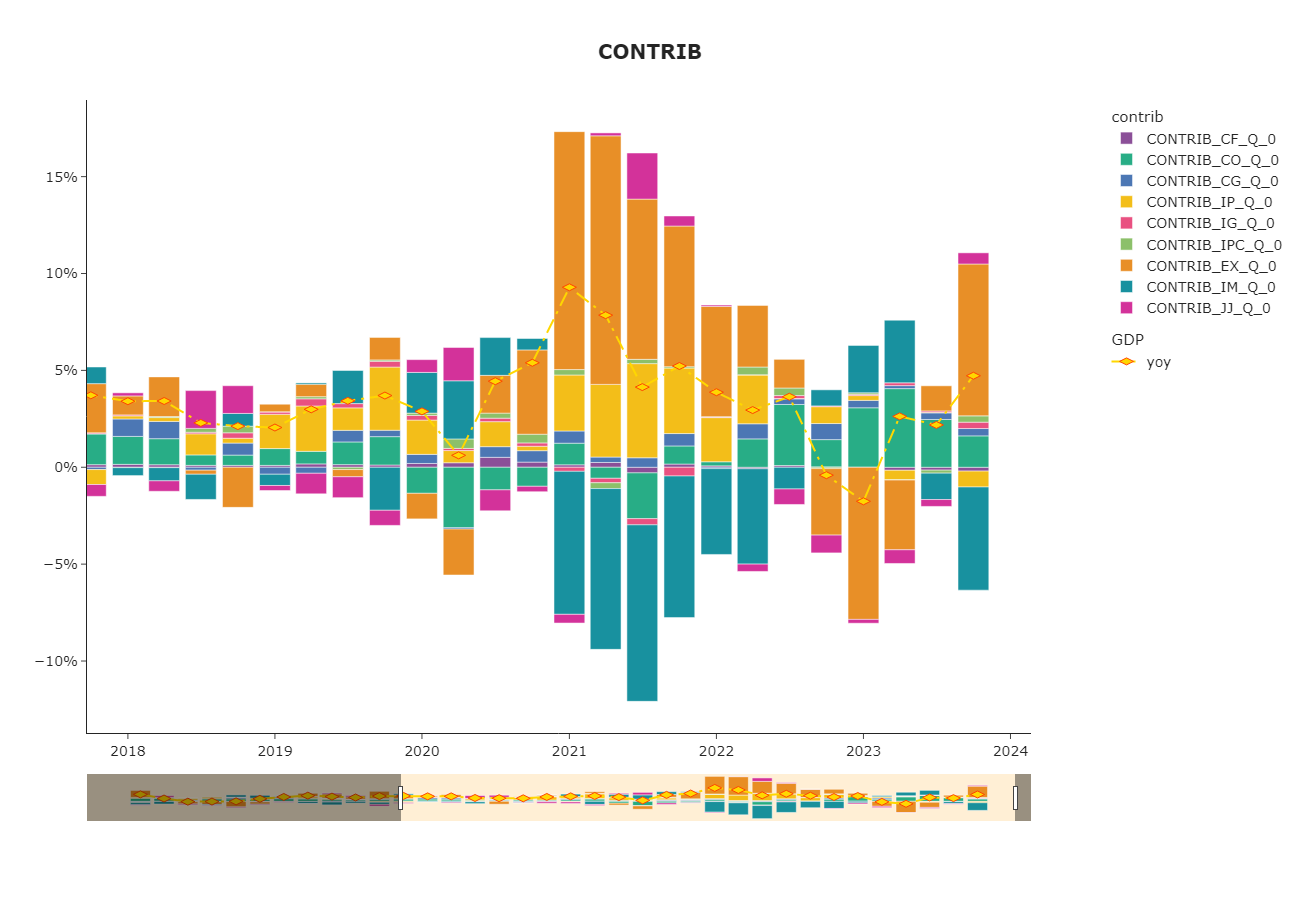 CONTRIB
contrib
CONTRIB_CF_Q_0
CONTRIB_CO_Q_0
CONTRIB_CG_Q_0
CONTRIB_IP_Q_0
CONTRIB_IG_Q_0
CONTRIB_IPC_Q_0
CONTRIB_EX_Q_0
CONTRIB_IM_Q_0
CONTRIB_JJ_Q_0
GDP
yoy
15%
10%
5%
0%
−5%
−10%
2018 2019 2020 2021 2022 2023 2024